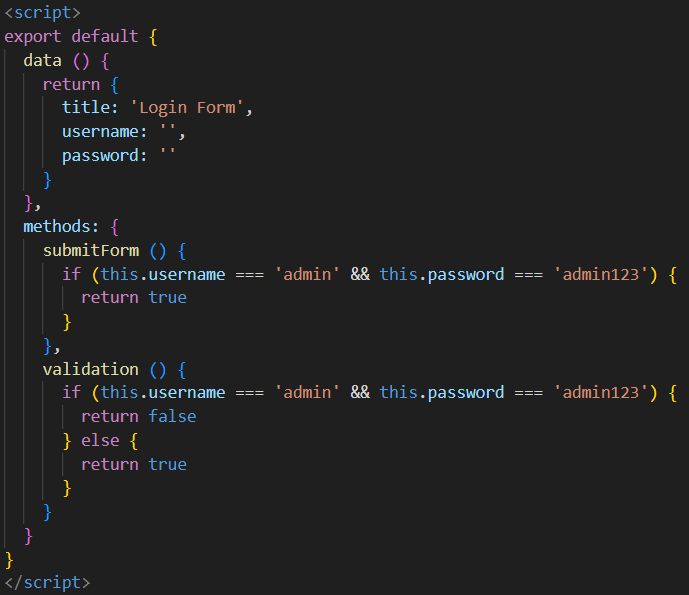 <script>
export default {
  data () {
    return {
      title: 'Login Form',
      username: '',
      password: ''
    }
  },
  methods: {
    submitForm () {
      if (this.username === 'admin' && this.password === 'admin123') {
        return true
      }
    },
    validation () {
      if (this.username === 'admin' && this.password === 'admin123') {
        return false
      } else {
        return true
      }
    }
  }
}
</script>